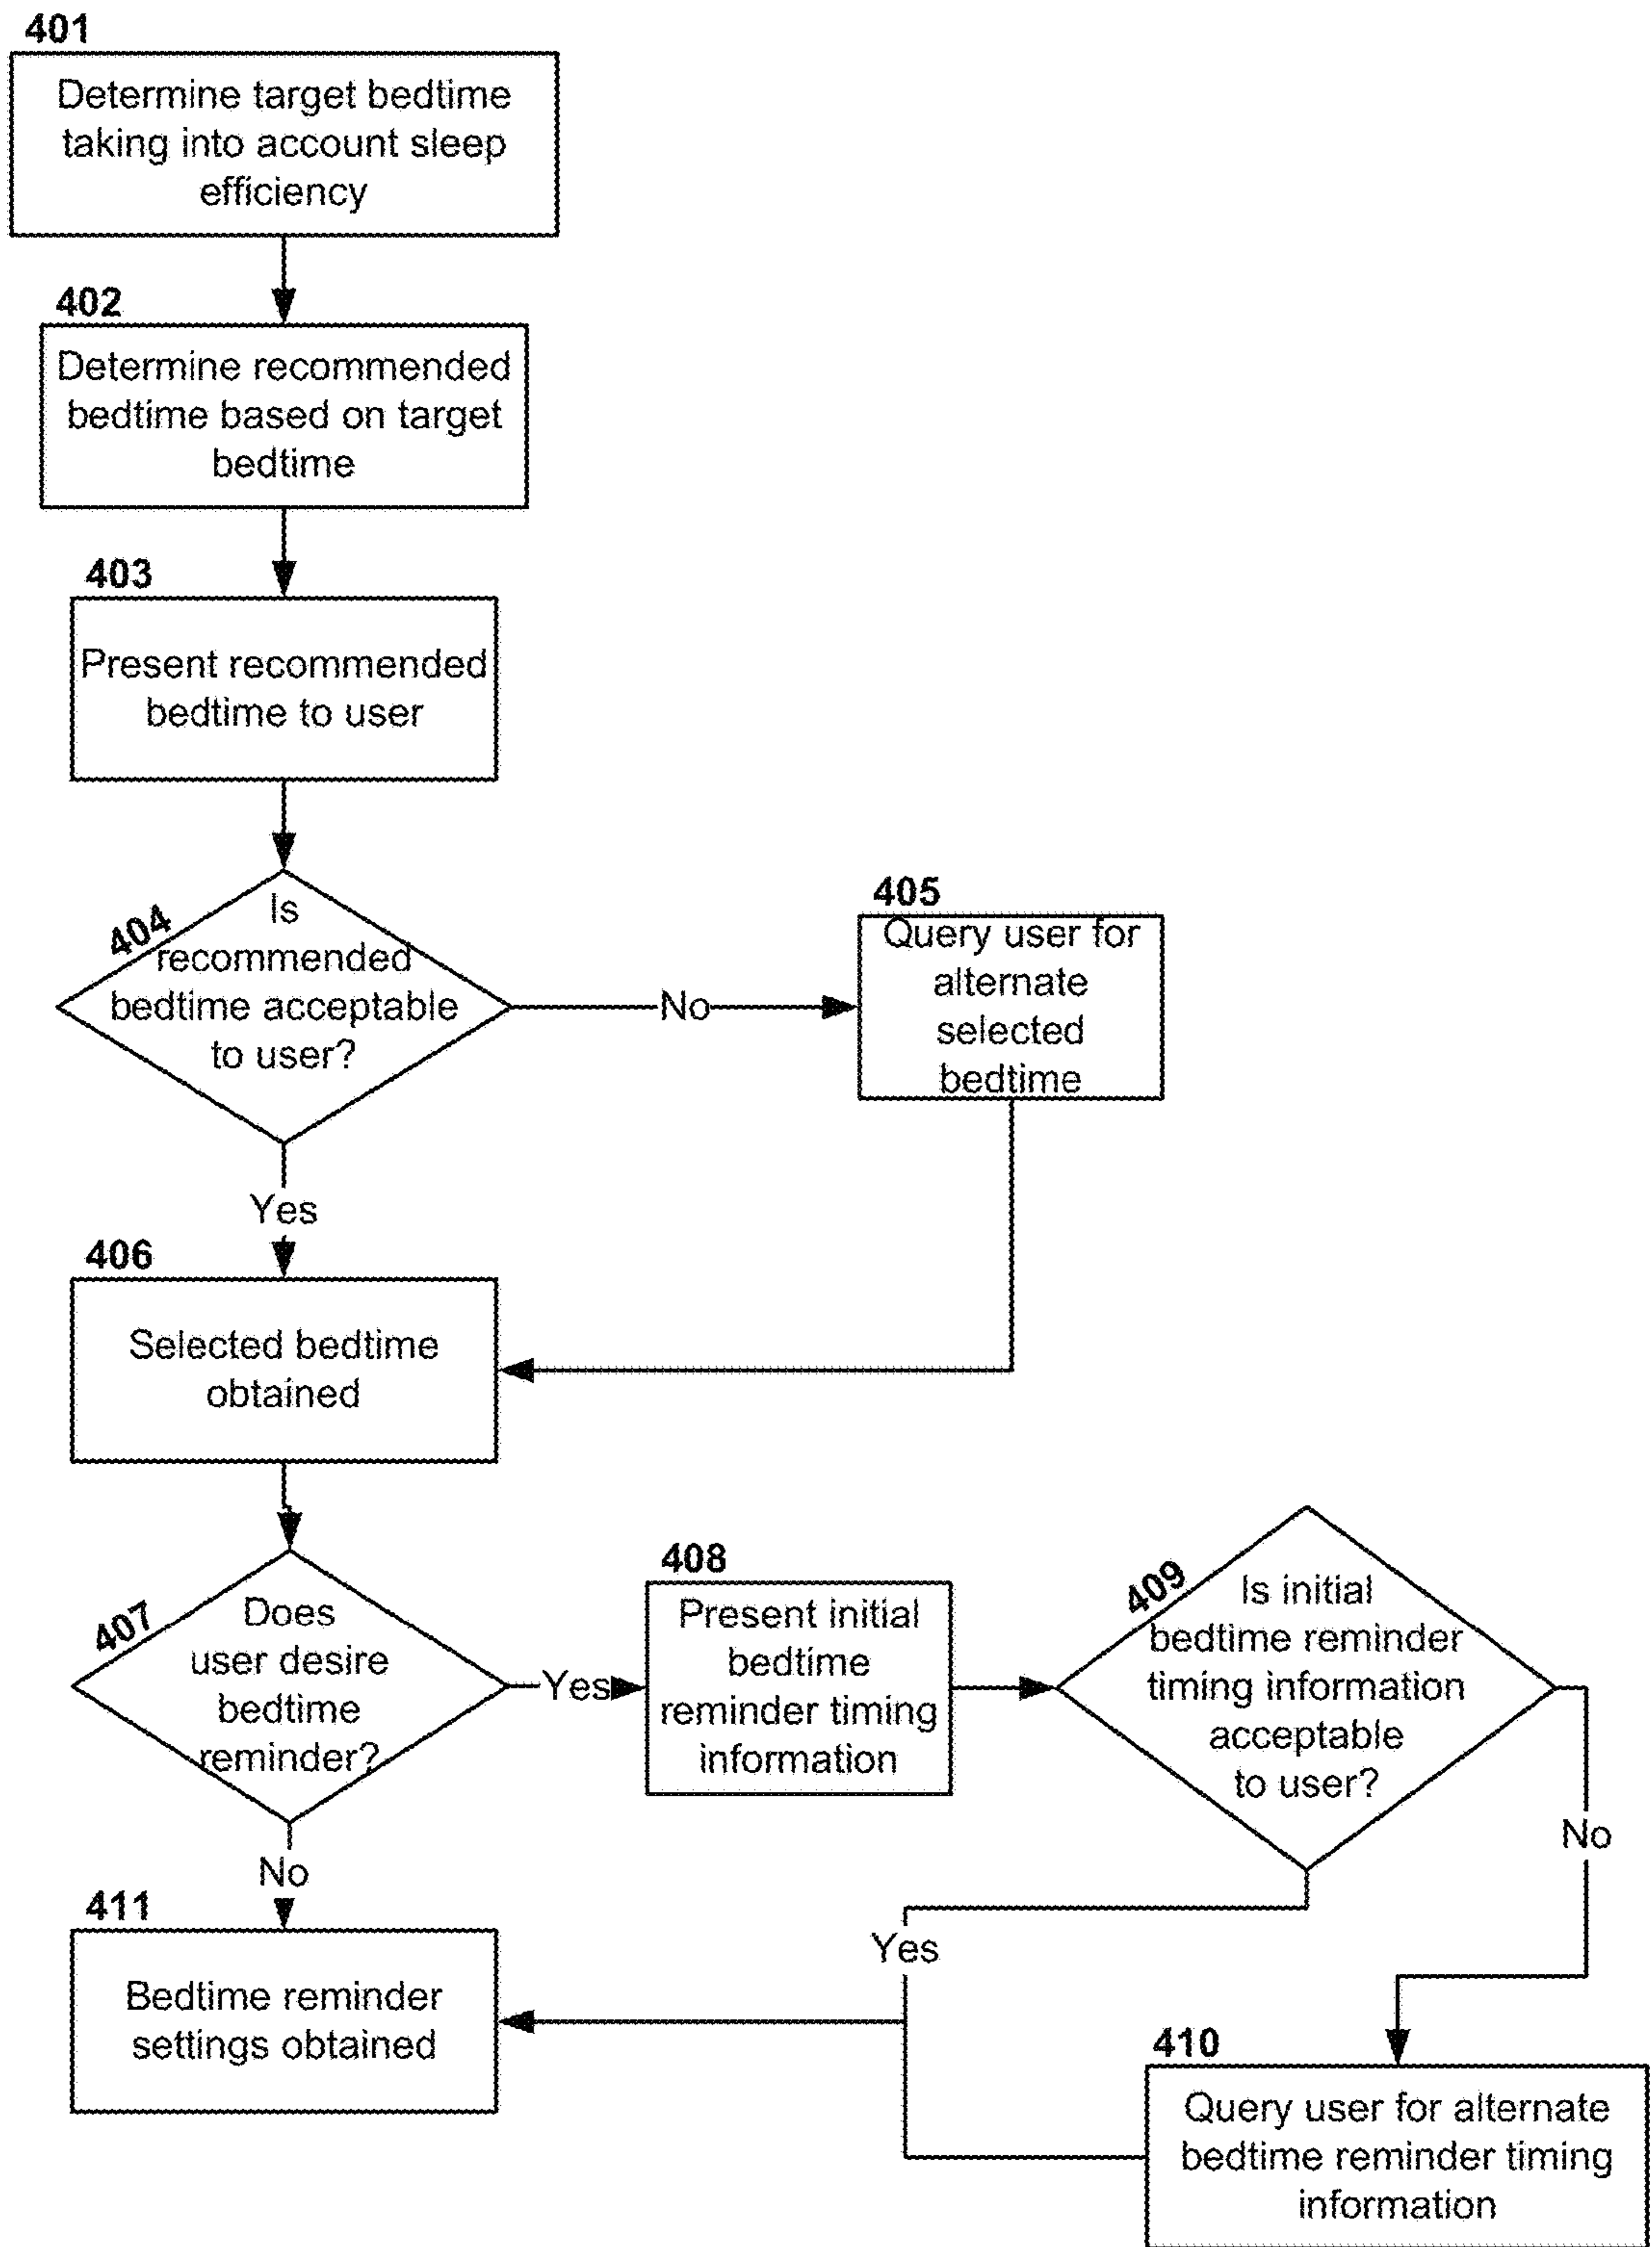 401
Determine target bedtime
taking into account sleep
efficiency
402
Determine recommended
bedtime based on target
bedtime
403
Present recommended
bedtime to user
404
Is
recommended
bedtime acceptable
to user?
No
405
Query user for
alternate
selected
bedtime
Yes
406
Selected bedtime
obtained
407
Does
user desire
bedtime
reminder?
Yes
408
Present initial
bedtime
reminder timing
information
409
Is initial
bedtime reminder
timing information
acceptable
to user?
No
No
Yes
411
Bedtime reminder
settings obtained
410
Query user for alternate
bedtime reminder timing
information